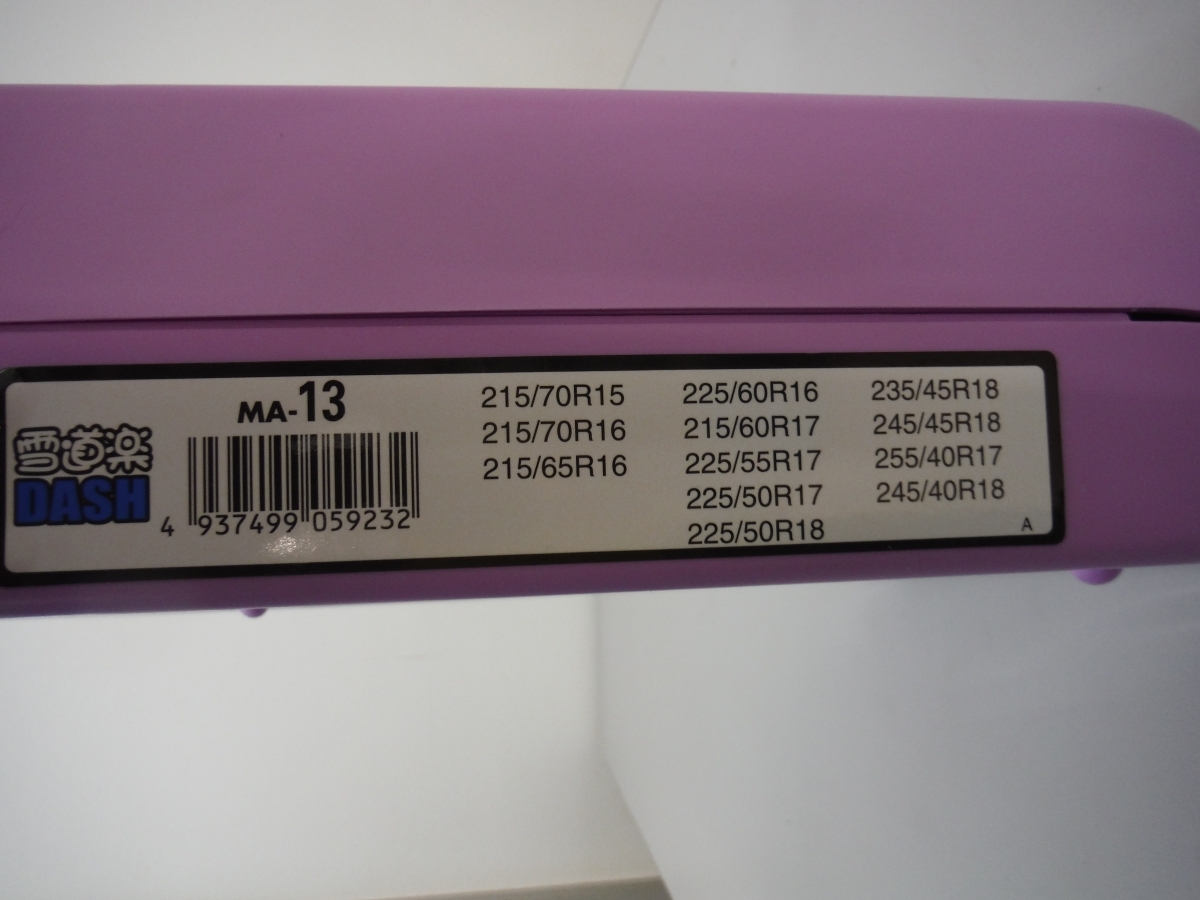 雪道楽
DASH
MA-13
4 937499 059232
215/70R15
215/70R16
215/65R16
225/60R16
215/60R17
225/55R17
225/50R17
225/50R18
235/45R18
245/45R18
255/40R17
245/40R18
A